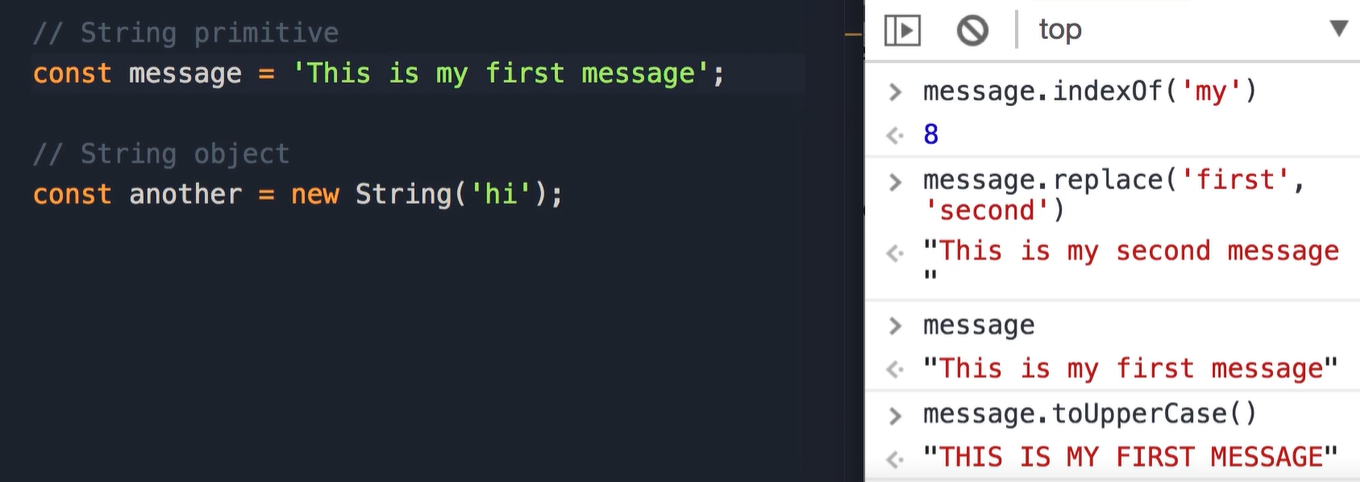 // String primitive
const message = 'This is my first message';
// String object
const another = new String('hi');
top
message.indexOf('my')
8
message.replace('first',
'second')
"This is my second message
"
message
"This is my first message"
message.toUpperCase()
"THIS IS MY FIRST MESSAGE"